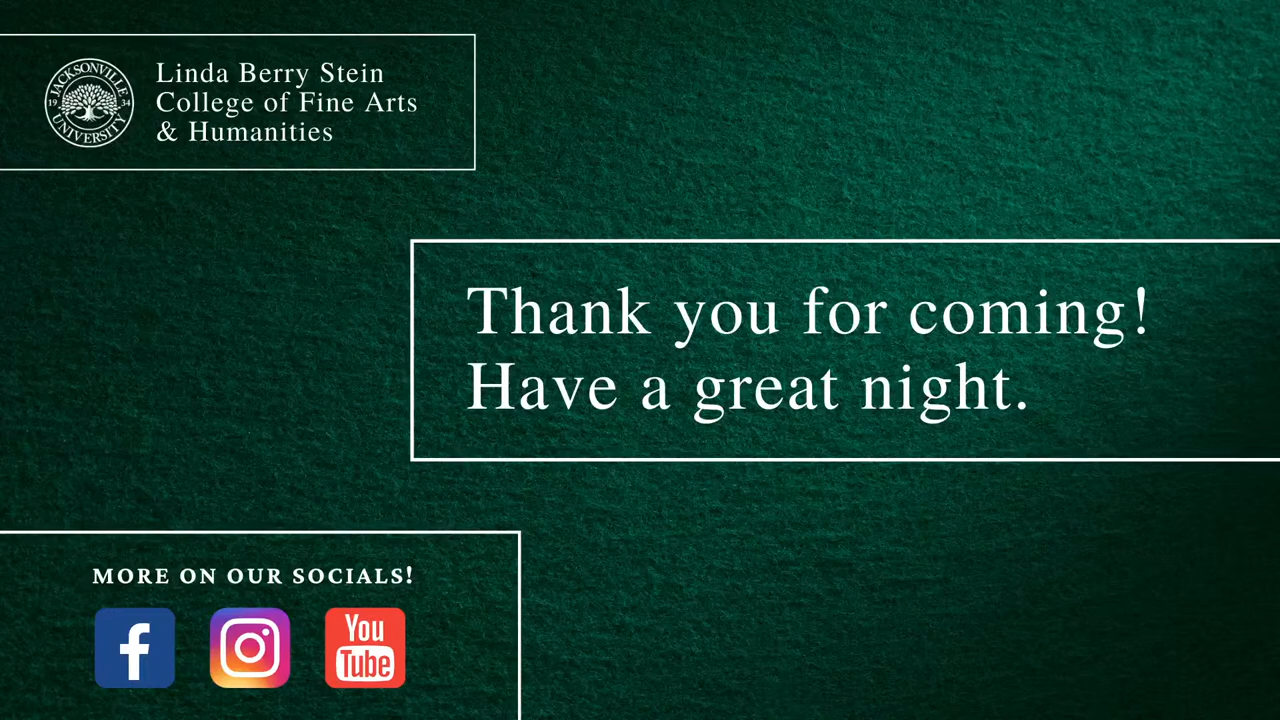 JACKSONVILLE
19 34
UNIVERSITY
Linda Berry Stein
College of Fine Arts
& Humanities
Thank you for coming!
Have a great night.
MORE ON OUR SOCIALS!
f
You
Tube